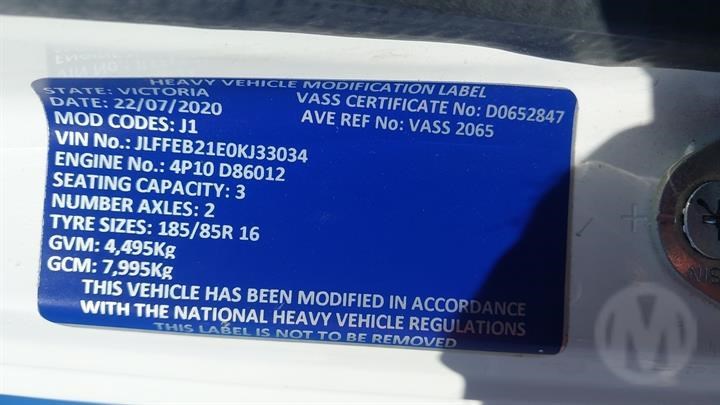 HEAVY VEHICLE MODIFICATION LABEL
STATE: VICTORIA
DATE: 22/07/2020 VASS CERTIFICATE No: D0652847
MOD CODES: J1 AVE REF No: VASS 2065
VIN No.: JLFFEB21E0KJ33034
ENGINE No.: 4P10 D86012
SEATING CAPACITY: 3
NUMBER AXLES: 2
TYRE SIZES: 185/85R 16
GVM: 4,495Kg
GCM: 7,995Kg
THIS VEHICLE HAS BEEN MODIFIED IN ACCORDANCE
WITH THE NATIONAL HEAVY VEHICLE REGULATIONS
THIS LABEL IS NOT TO BE REMOVED
M